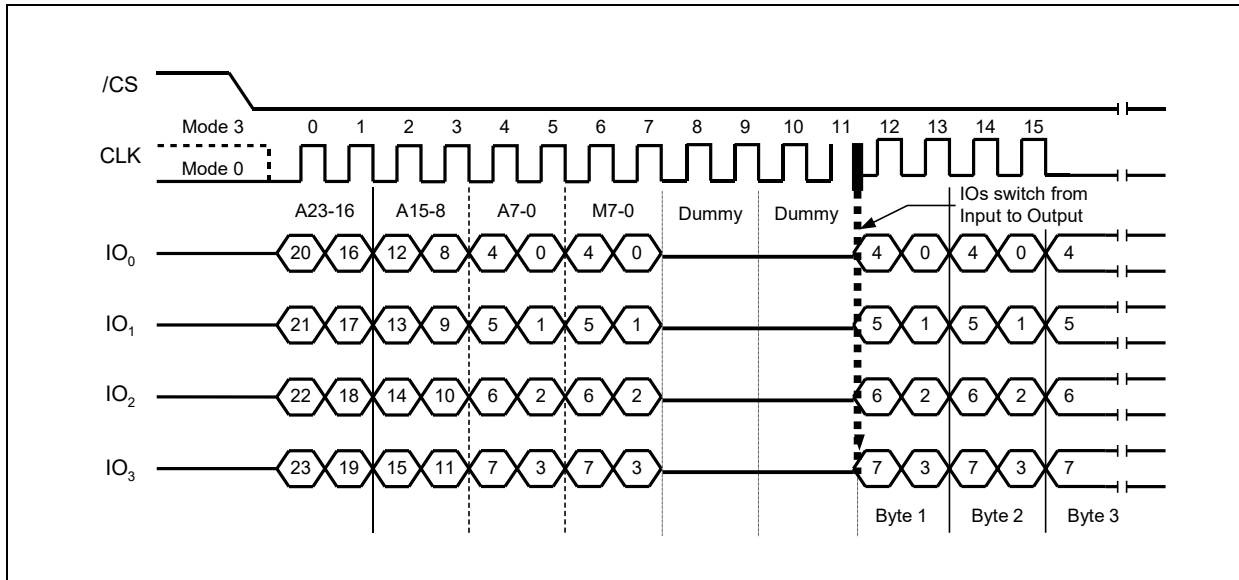 /CS
Mode 3 0 1 2 3 4 5 6 7 8 9 10 11 12 13 14 15
CLK
Mode 0
A23-16 A15-8 A7-0 M7-0 Dummy Dummy
IOs switch from
Input to Output
IO0 20 16 12 8 4 0 4 0 4 0 4 0 4
IO1 21 17 13 9 5 1 5 1 5 1 5 1 5
IO2 22 18 14 10 6 2 6 2 6 2 6 2 6
IO3 23 19 15 11 7 3 7 3 7 3 7 3 7
Byte 1 Byte 2 Byte 3